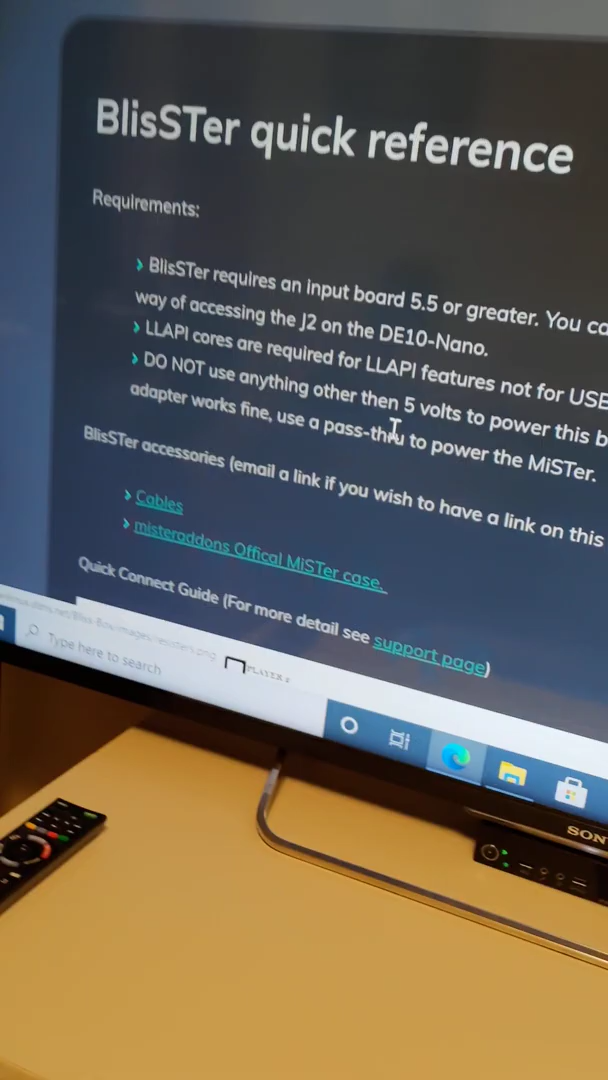 BlisSTer quick reference
Requirements:
BlisSTer requires an input board 5.5 or greater. You ca
way of accessing the J2 on the DE10-Nano.
LLAPI cores are required for LLAPI features not for USB
DO NOT use anything other then 5 volts to power this b
adapter works fine, use a pass-thru to power the MiSTer.
BlisSTer accessories (email a link if you wish to have a link on this
Cables
misteraddons Offical MiSTer case.
Quick Connect Guide (For more detail see support page)
Type here to search
PLAYER 2
SON